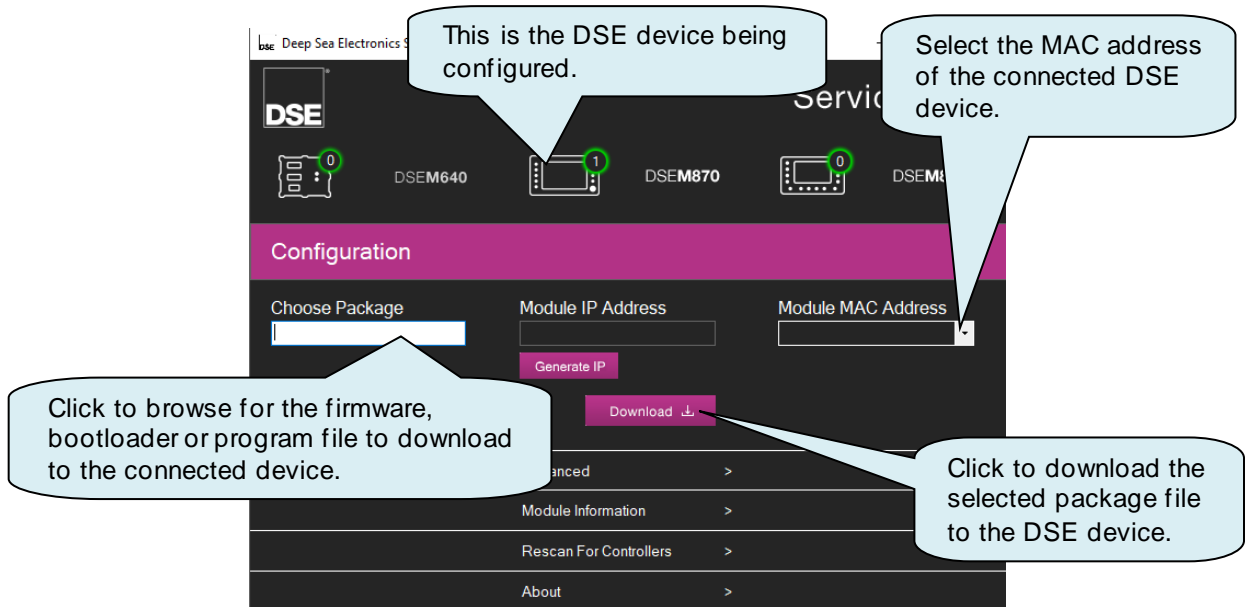 DSE Deep Sea Electronics S
This is the DSE device being
configured.
Select the MAC address
of the connected DSE
device.
DSE
Servic
0
DSEM640
1
DSEM870
0
DSEM8
Configuration
Choose Package
Module IP Address
Module MAC Address
Generate IP
Download
Click to browse for the firmware,
bootloader or program file to download
to the connected device.
Click to download the
selected package file
to the DSE device.
anced >
Module Information >
Rescan For Controllers >
About >